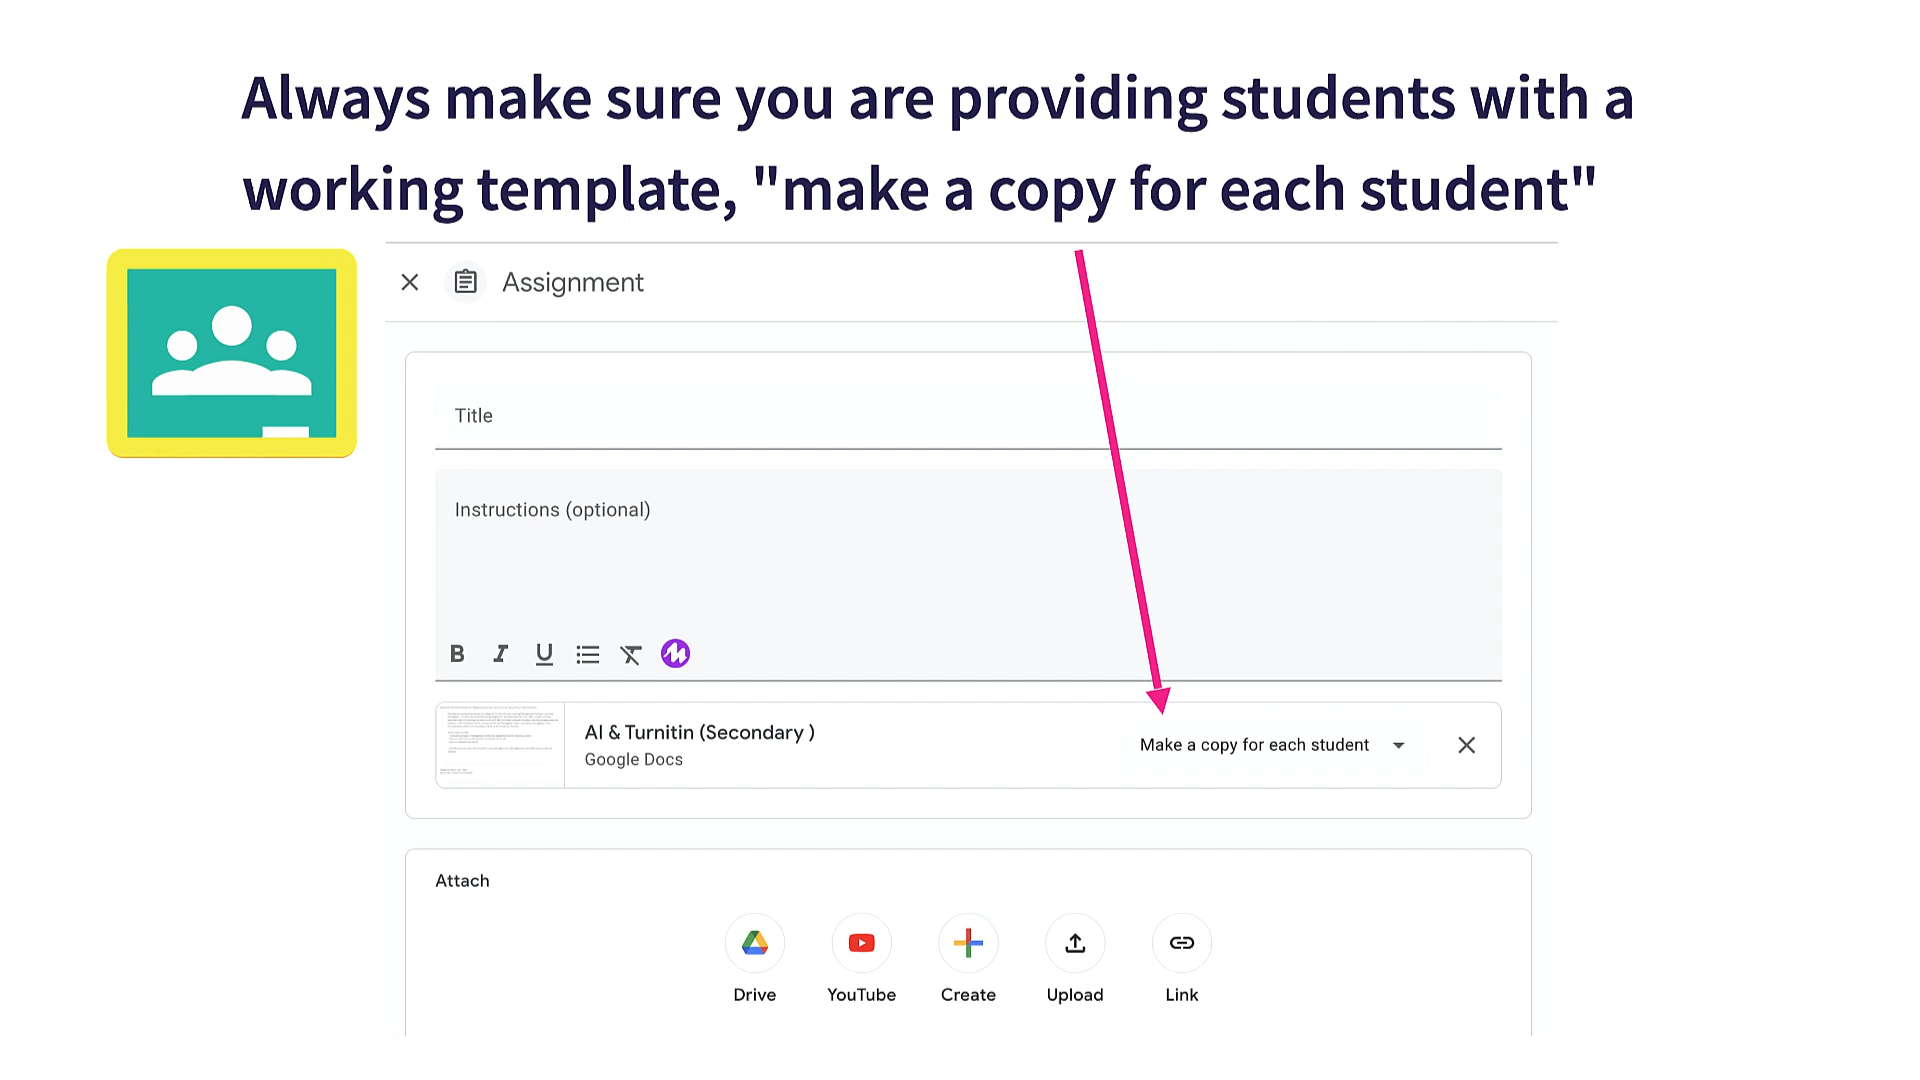 Always make sure you are providing students with a
working template, "make a copy for each student"
Assignment
Title
Instructions (optional)
B I U
AI & Turnitin (Secondary )
Google Docs
Make a copy for each student
Attach
Drive YouTube Create Upload Link